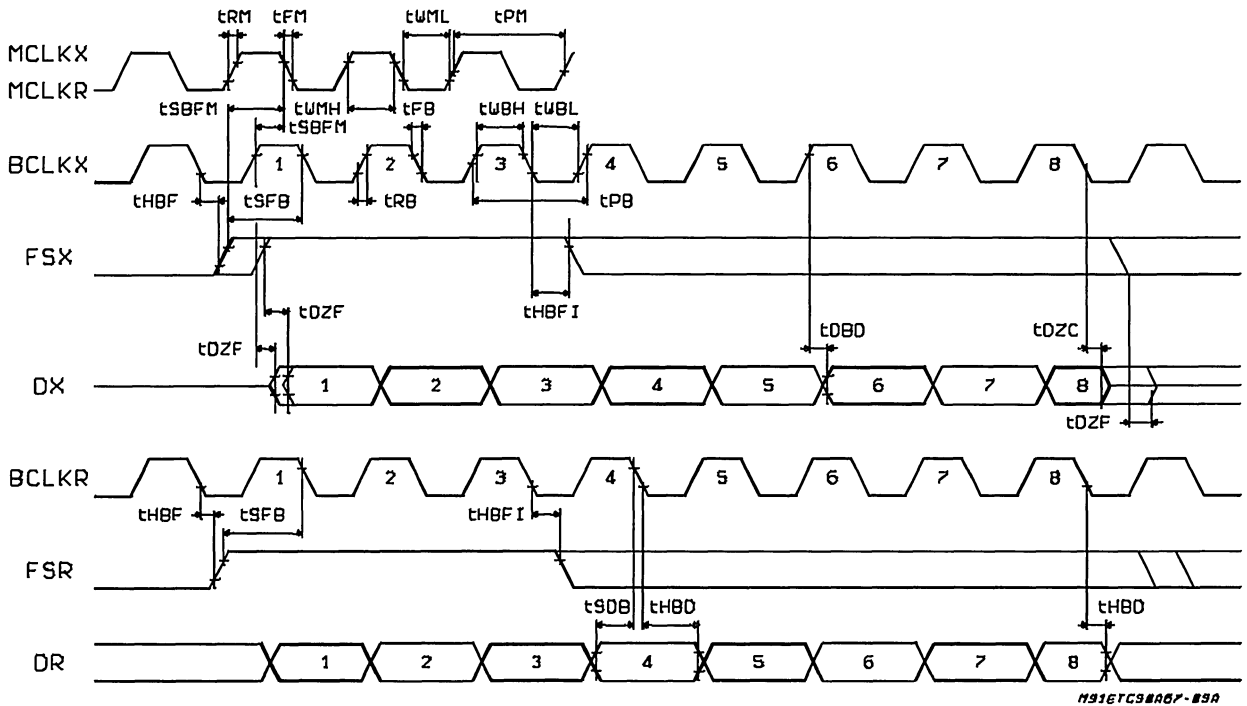 tRM tFM tWML tPM
MCLKX
MCLKR
tSBFM tWMH tFB tWBH tWBL
tSBFM
BCLKX 1 2 3 4 5 6 7 8
tHBF tSFB tRB tPB
FSX
tDZF tHBFI
tDZF tDBD tDZC
DX 1 2 3 4 5 6 7 8
tDZF
BCLKR 1 2 3 4 5 6 7 8
tHBF tSFB tHBFI
FSR
tSDB tHBD tHBD
DR 1 2 3 4 5 6 7 8